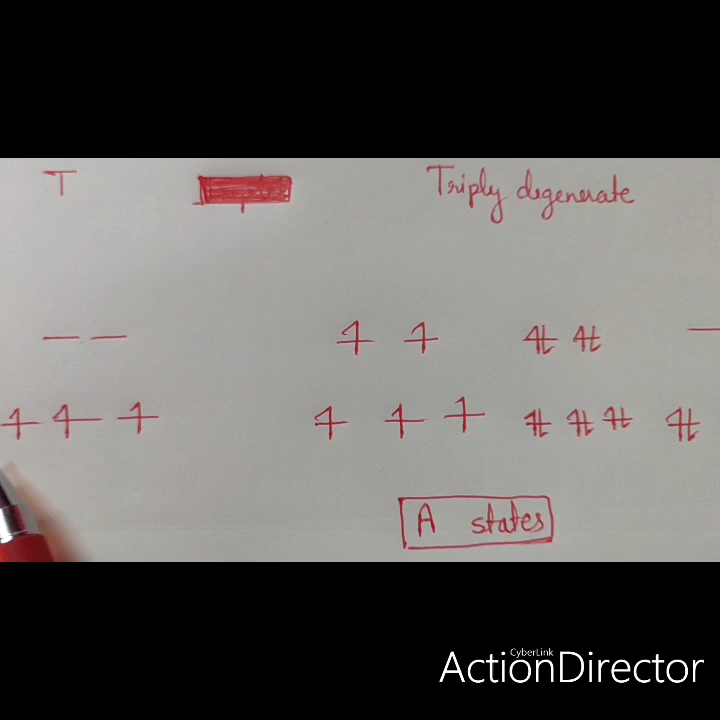 T Triply degenerate
A states
CyberLink
ActionDirector